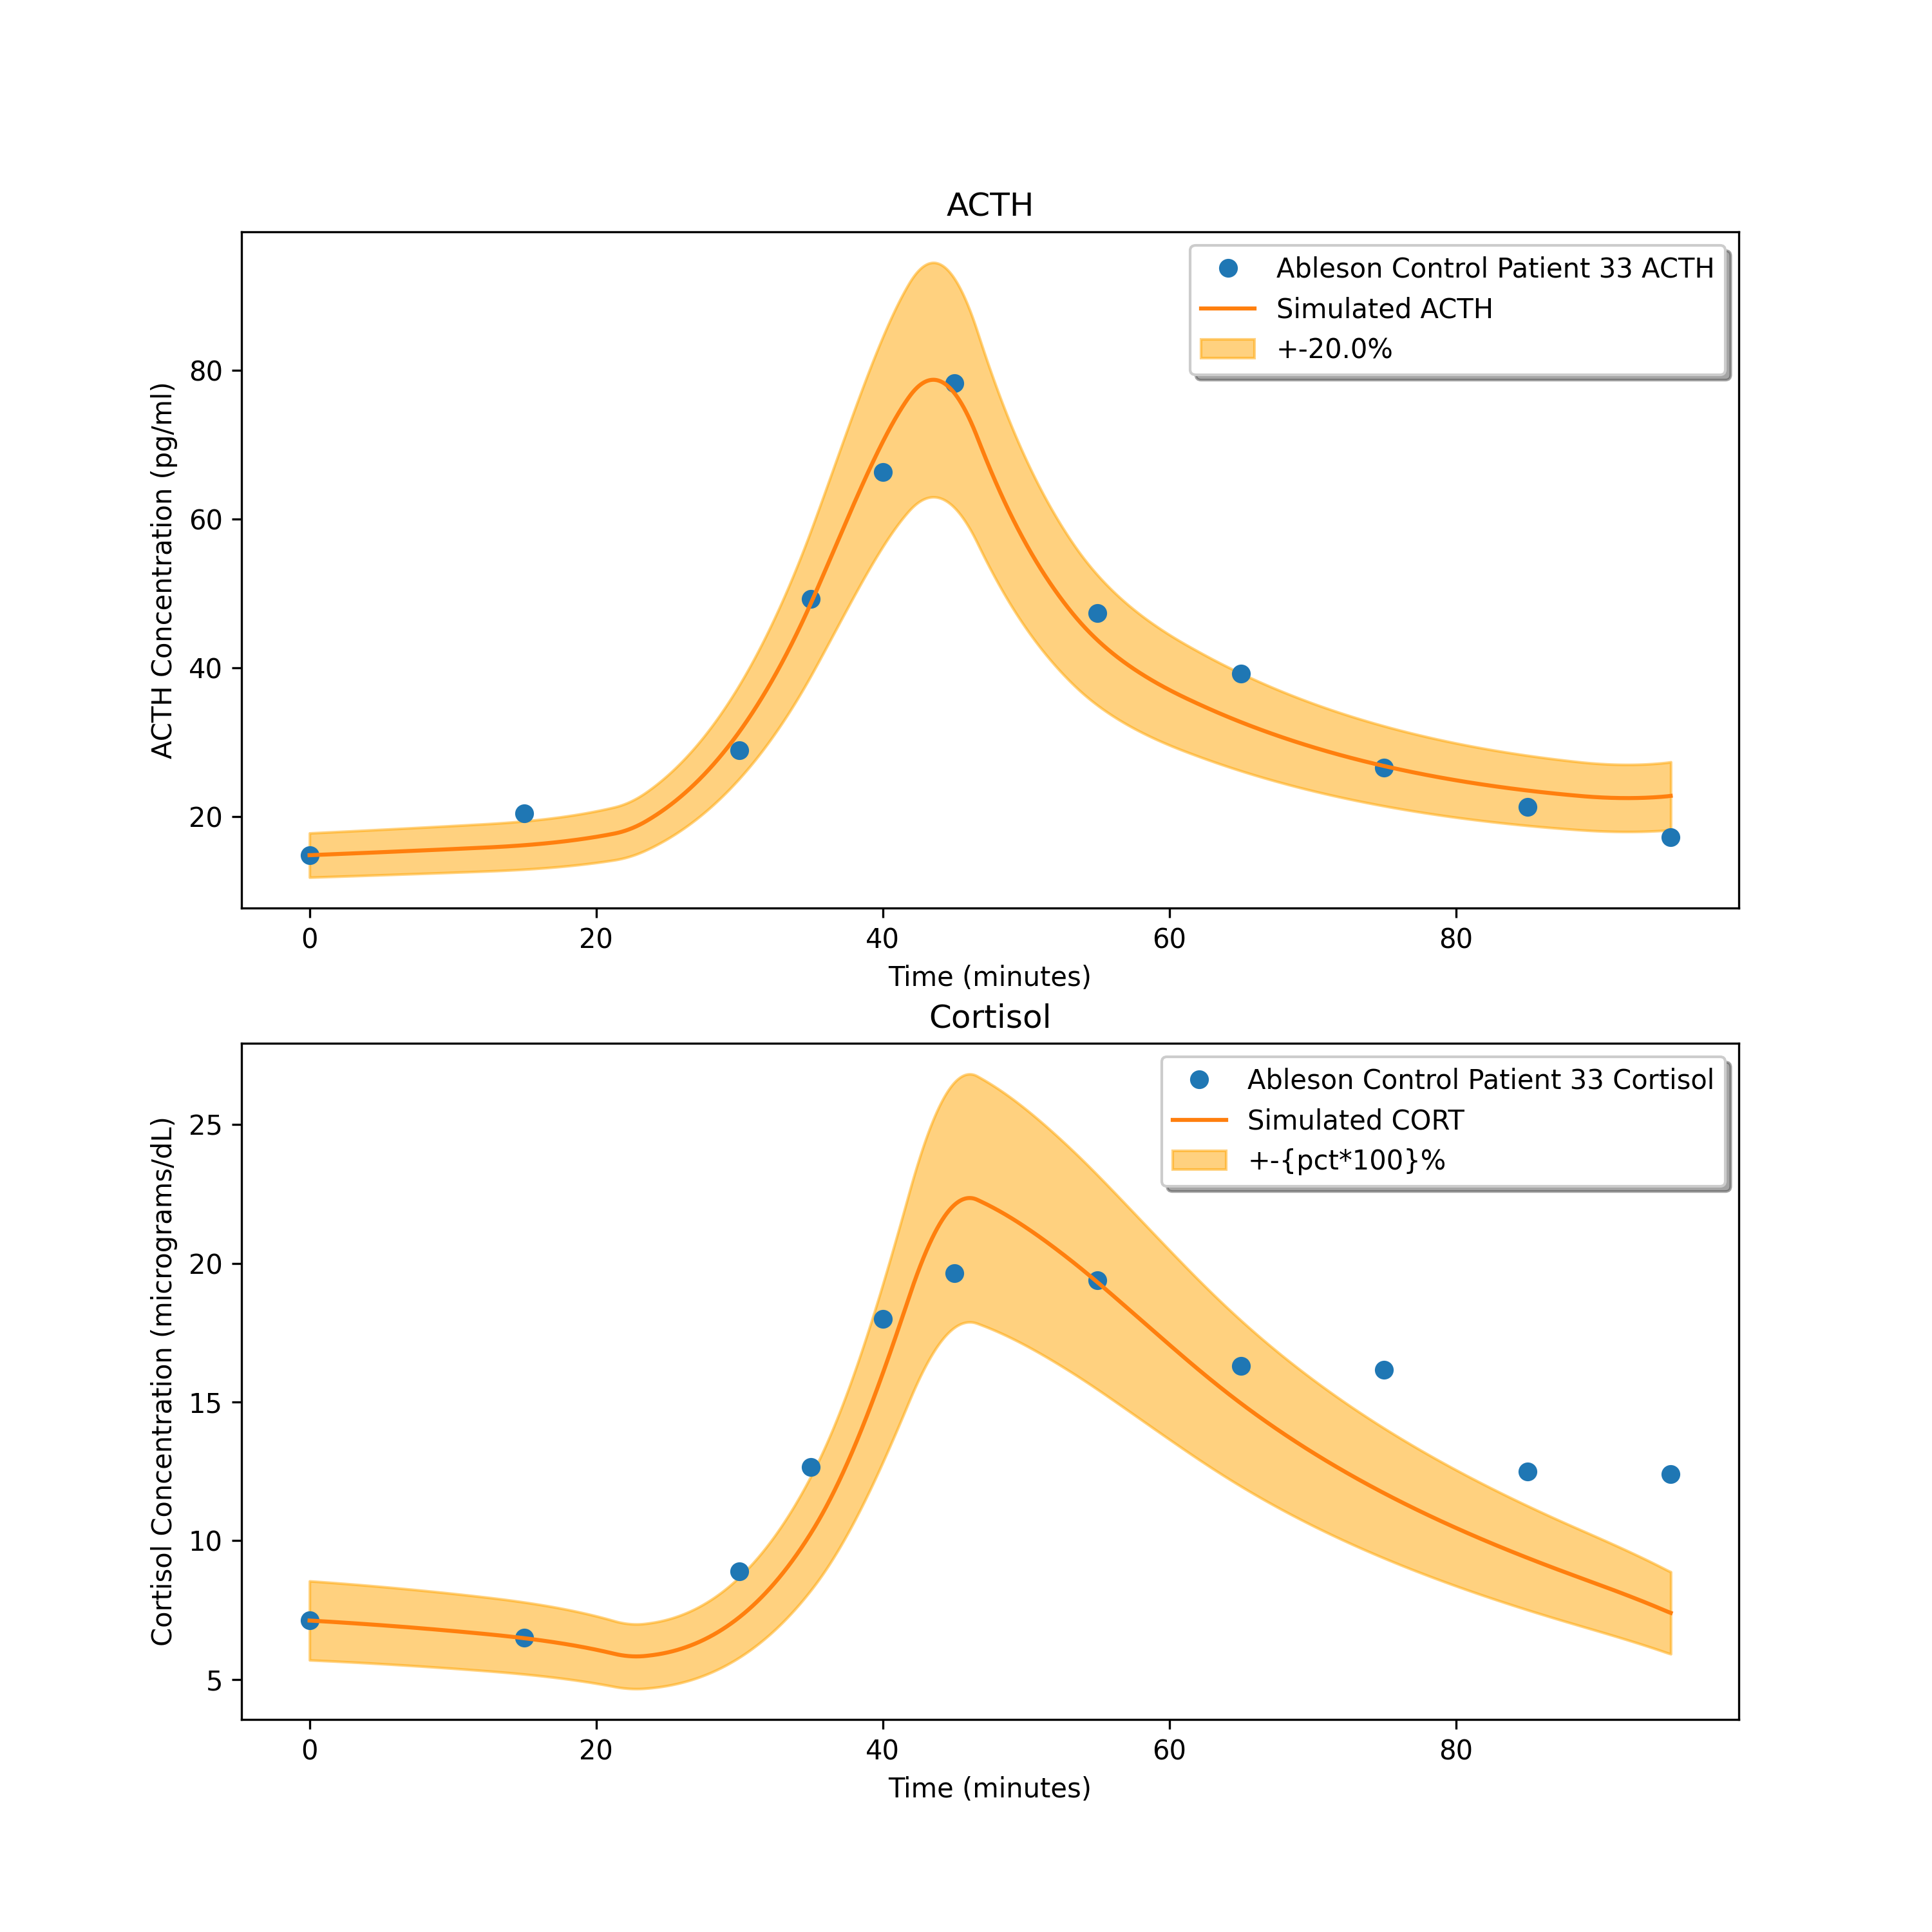 ACTH
Ableson Control Patient 33 ACTH
Simulated ACTH
+-20.0%
ACTH Concentration (pg/ml)
80
60
40
20
0 20 40 60 80
Time (minutes)
Cortisol
Ableson Control Patient 33 Cortisol
Simulated CORT
+-{pct*100}%
Cortisol Concentration (micrograms/dL)
25
20
15
10
5
0 20 40 60 80
Time (minutes)